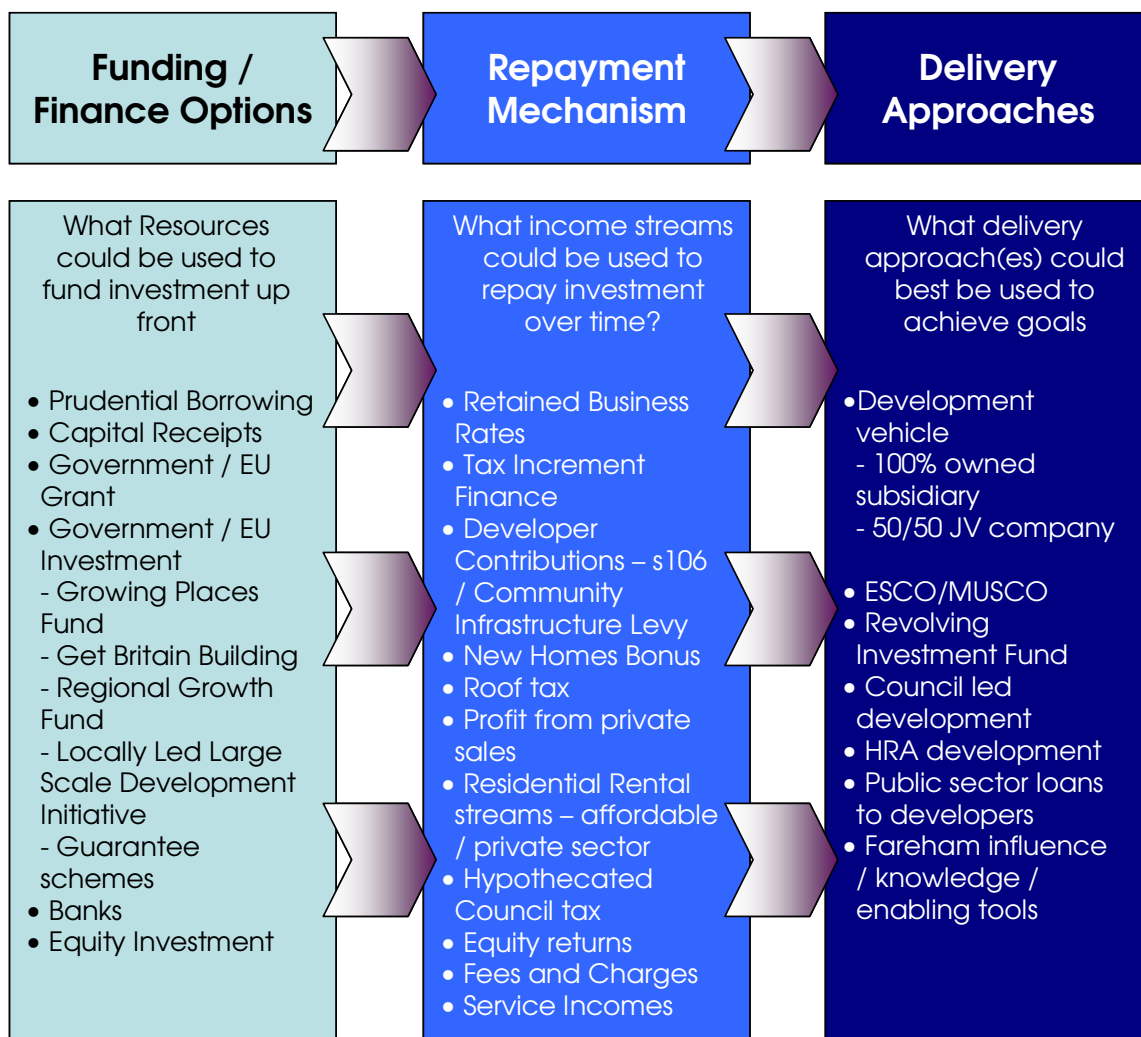 Funding /
Finance Options
Repayment
Mechanism
Delivery
Approaches
What Resources
could be used to
fund investment up
front
• Prudential Borrowing
• Capital Receipts
• Government / EU
Grant
• Government / EU
Investment
- Growing Places
Fund
- Get Britain Building
- Regional Growth
Fund
- Locally Led Large
Scale Development
Initiative
- Guarantee
schemes
• Banks
• Equity Investment
What income streams
could be used to
repay investment
over time?
• Retained Business
Rates
• Tax Increment
Finance
• Developer
Contributions – s106
/ Community
Infrastructure Levy
• New Homes Bonus
• Roof tax
• Profit from private
sales
• Residential Rental
streams – affordable
/ private sector
• Hypothecated
Council tax
• Equity returns
• Fees and Charges
• Service Incomes
What delivery
approach(es) could
best be used to
achieve goals
•Development
vehicle
- 100% owned
subsidiary
- 50/50 JV company
• ESCO/MUSCO
• Revolving
Investment Fund
• Council led
development
• HRA development
• Public sector loans
to developers
• Fareham influence
/ knowledge /
enabling tools